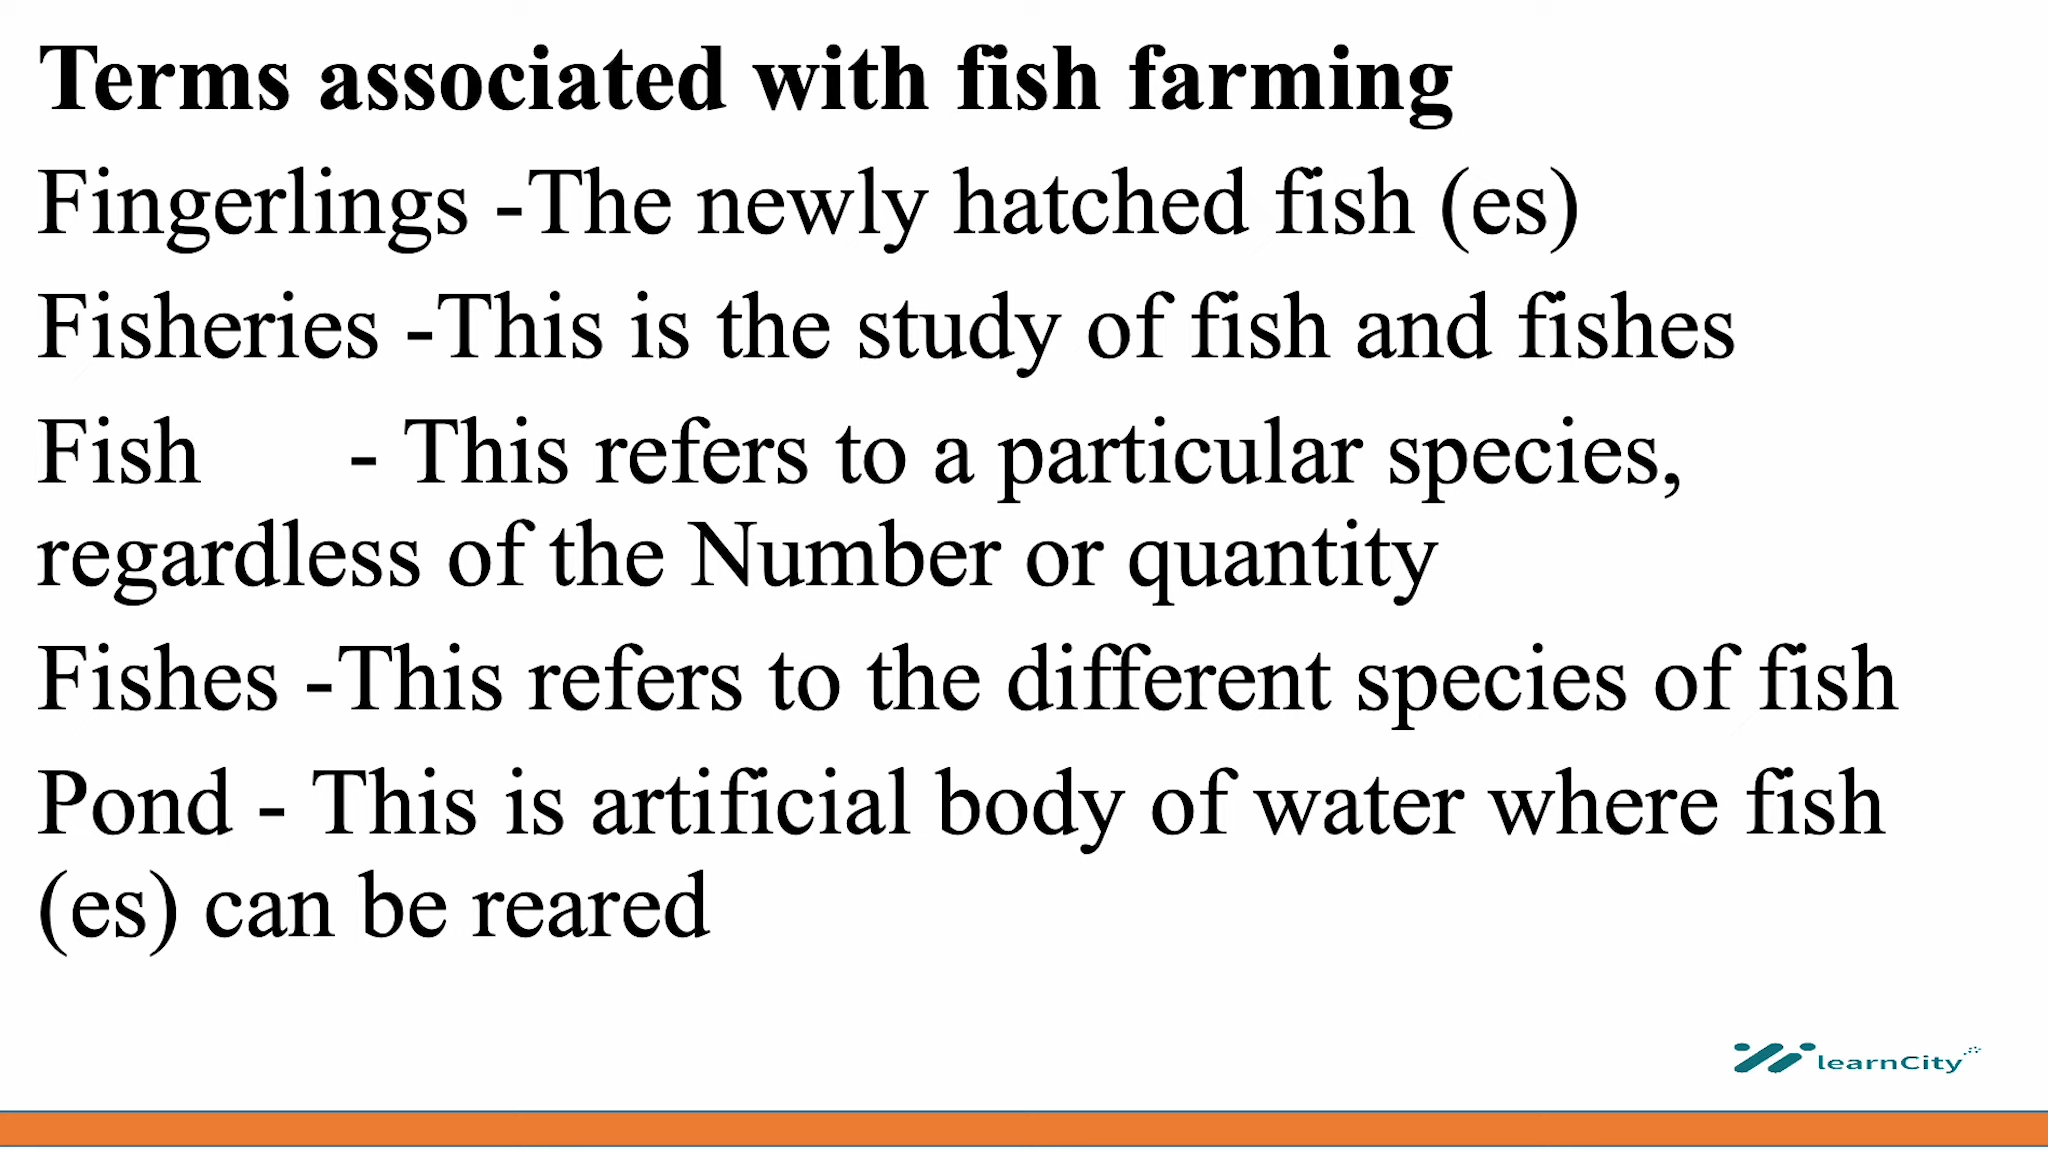 Terms associated with fish farming
Fingerlings -The newly hatched fish (es)
Fisheries -This is the study of fish and fishes
Fish - This refers to a particular species,
regardless of the Number or quantity
Fishes -This refers to the different species of fish
Pond - This is artificial body of water where fish
(es) can be reared
learnCity